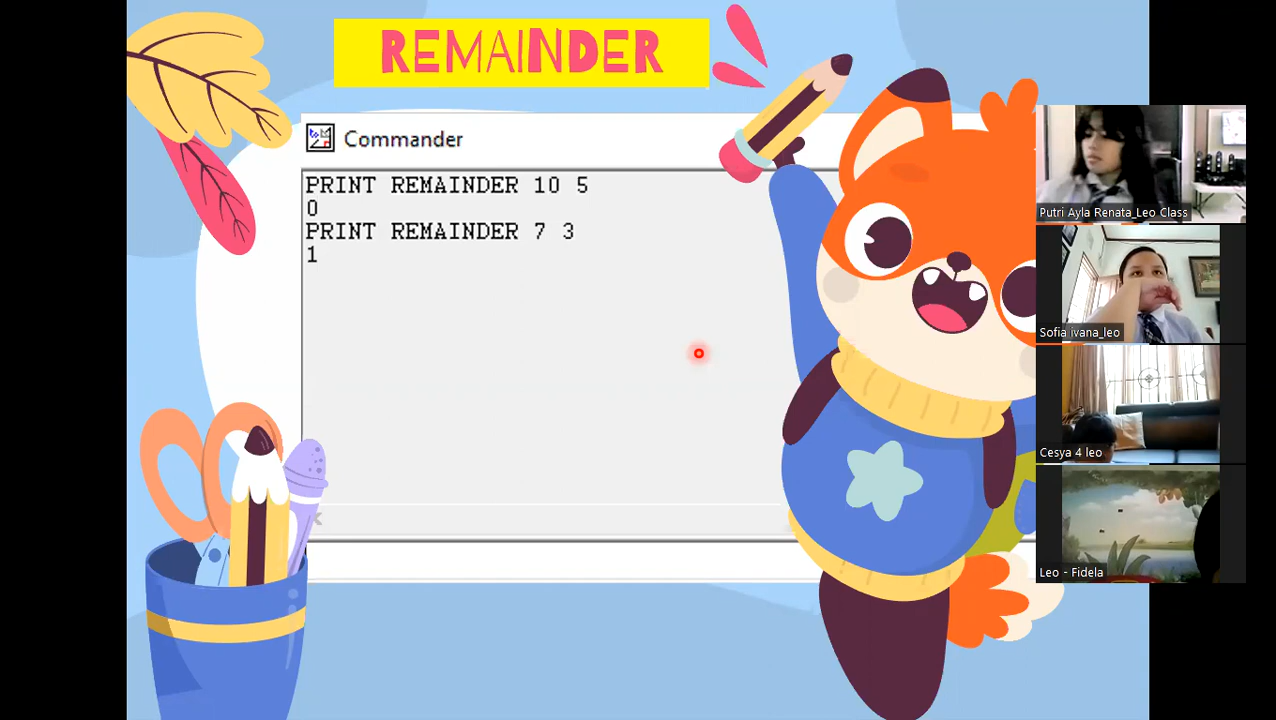 REMAINDER
Commander
PRINT REMAINDER 10 5
0
PRINT REMAINDER 7 3
1
Putri Ayla Renata_Leo Class
Sofia ivana_leo
Cesya 4 leo
Leo - Fidela